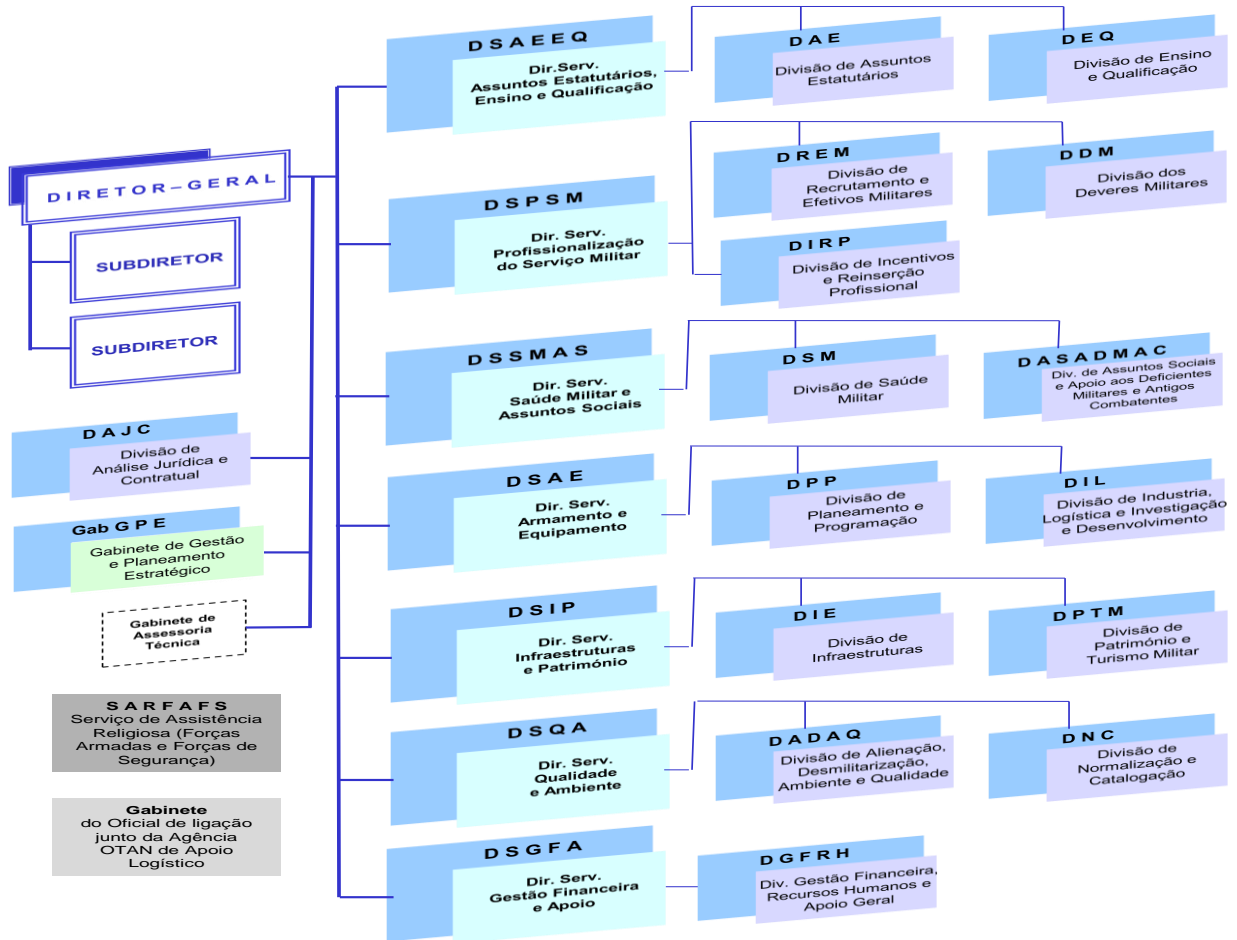 DIRETOR–GERAL
SUBDIRETOR
SUBDIRETOR
DAJC
Divisão de
Análise Jurídica e
Contratual
Gab GPE
Gabinete de Gestão
e Planeamento
Estratégico
Gabinete de
Assessoria
Técnica
SARFAFS
Serviço de Assistência
Religiosa (Forças
Armadas e Forças de
Segurança)
Gabinete
do Oficial de ligação
junto da Agência
OTAN de Apoio
Logístico
DSAEEQ
Dir.Serv.
Assuntos Estatutários,
Ensino e Qualificação
DAE
Divisão de Assuntos
Estatutários
DEQ
Divisão de Ensino
e Qualificação
DSPSM
Dir. Serv.
Profissionalização
do Serviço Militar
DREM
Divisão de
Recrutamento e
Efetivos Militares
DDM
Divisão dos
Deveres Militares
DIRP
Divisão de Incentivos
e Reinserção
Profissional
DSSMAS
Dir. Serv.
Saúde Militar e
Assuntos Sociais
DSM
Divisão de Saúde
Militar
DASADMAC
Div. de Assuntos Sociais
e Apoio aos Deficientes
Militares e Antigos
Combatentes
DSAE
Dir. Serv.
Armamento e
Equipamento
DPP
Divisão de
Planeamento e
Programação
DIL
Divisão de Industria,
Logística e Investigação
e Desenvolvimento
DSIP
Dir. Serv.
Infraestruturas
e Património
DIE
Divisão de
Infraestruturas
DPTM
Divisão de
Património e
Turismo Militar
DSQA
Dir. Serv.
Qualidade
e Ambiente
DADAQ
Divisão de Alienação,
Desmilitarização,
Ambiente e Qualidade
DNC
Divisão de
Normalização e
Catalogação
DSGFA
Dir. Serv.
Gestão Financeira
e Apoio
DGFRH
Div. Gestão Financeira,
Recursos Humanos e
Apoio Geral